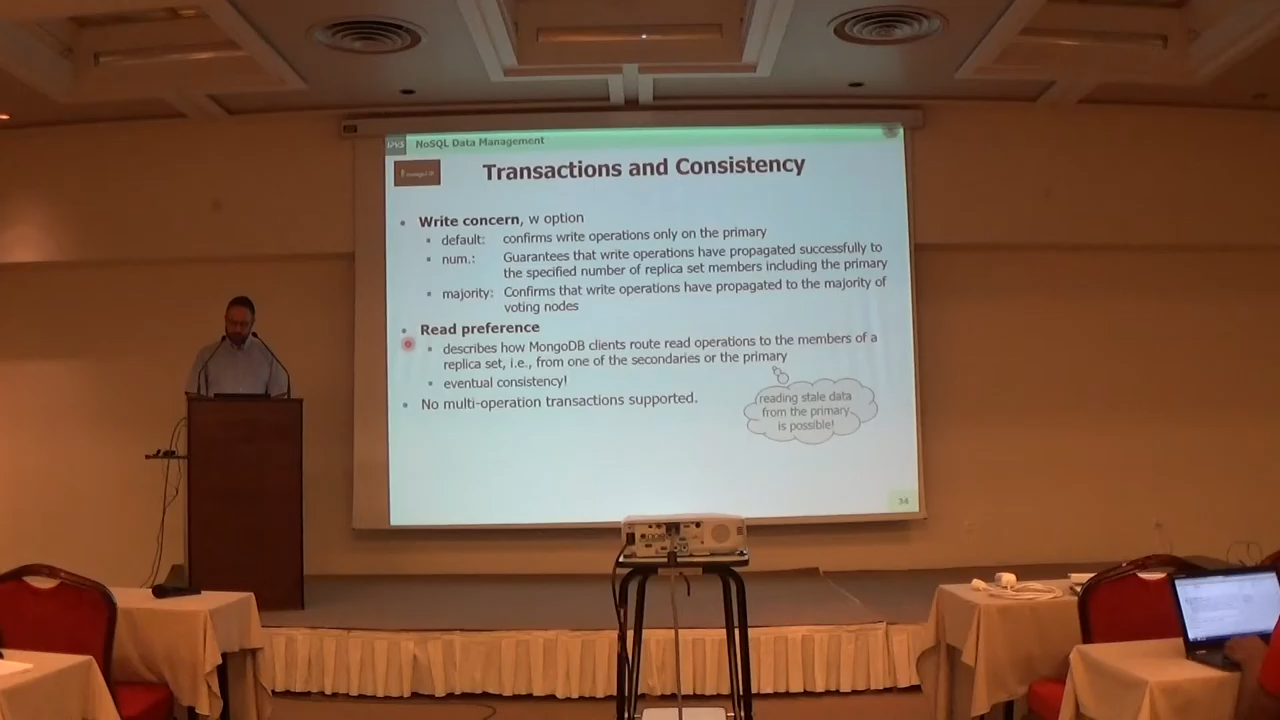 IPVS NoSQL Data Management
Transactions and Consistency
• Write concern, w option
▪ default: confirms write operations only on the primary
▪ num.: Guarantees that write operations have propagated successfully to
the specified number of replica set members including the primary
▪ majority: Confirms that write operations have propagated to the majority of
voting nodes
• Read preference
▪ describes how MongoDB clients route read operations to the members of a
replica set, i.e., from one of the secondaries or the primary
▪ eventual consistency!
• No multi-operation transactions supported.
reading stale data
from the primary
is possible!
34